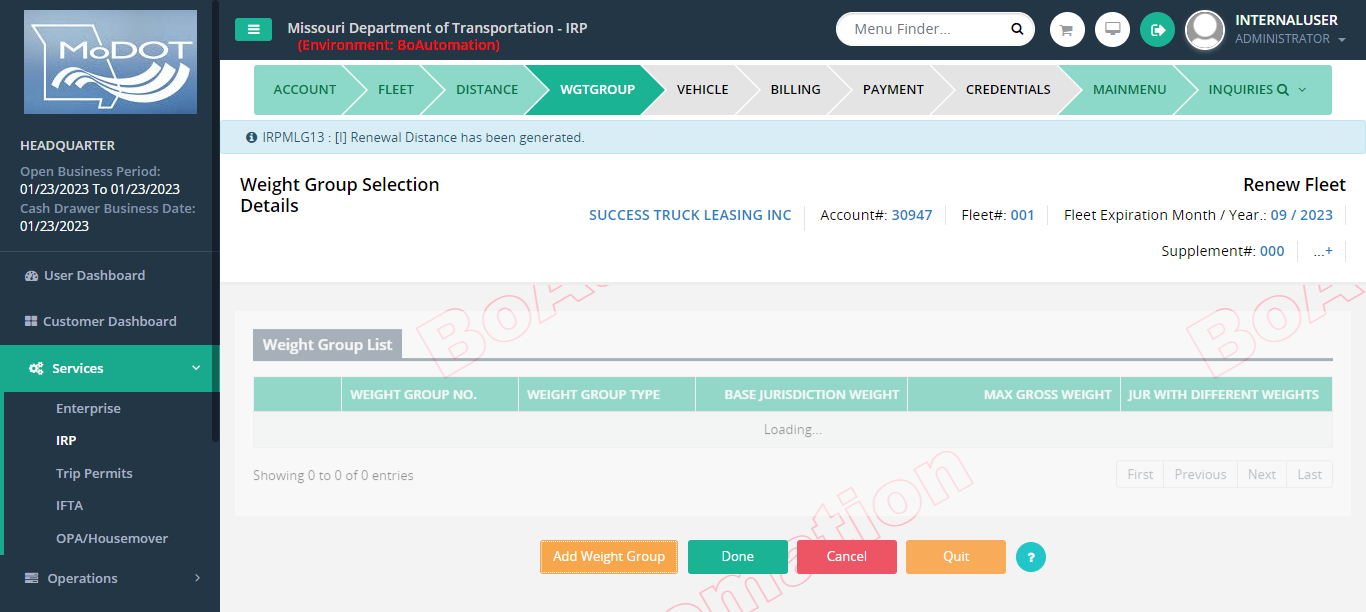 MoDOT
HEADQUARTER
Open Business Period:
01/23/2023 To 01/23/2023
Cash Drawer Business Date:
01/23/2023
User Dashboard
Customer Dashboard
Services
Enterprise
IRP
Trip Permits
IFTA
OPA/Housemover
Operations
Missouri Department of Transportation - IRP
(Environment: BoAutomation)
Menu Finder...
INTERNALUSER
ADMINISTRATOR
ACCOUNT FLEET DISTANCE WGTGROUP VEHICLE BILLING PAYMENT CREDENTIALS MAINMENU INQUIRIES
IRPMLG13 : [I] Renewal Distance has been generated.
Weight Group Selection
Details
Renew Fleet
SUCCESS TRUCK LEASING INC Account#: 30947 Fleet#: 001 Fleet Expiration Month / Year.: 09 / 2023
Supplement#: 000 ...+
Weight Group List
WEIGHT GROUP NO. WEIGHT GROUP TYPE BASE JURISDICTION WEIGHT MAX GROSS WEIGHT JUR WITH DIFFERENT WEIGHTS
Loading...
Showing 0 to 0 of 0 entries
First Previous Next Last
Add Weight Group Done Cancel Quit ?
BoAu
BoA
mation